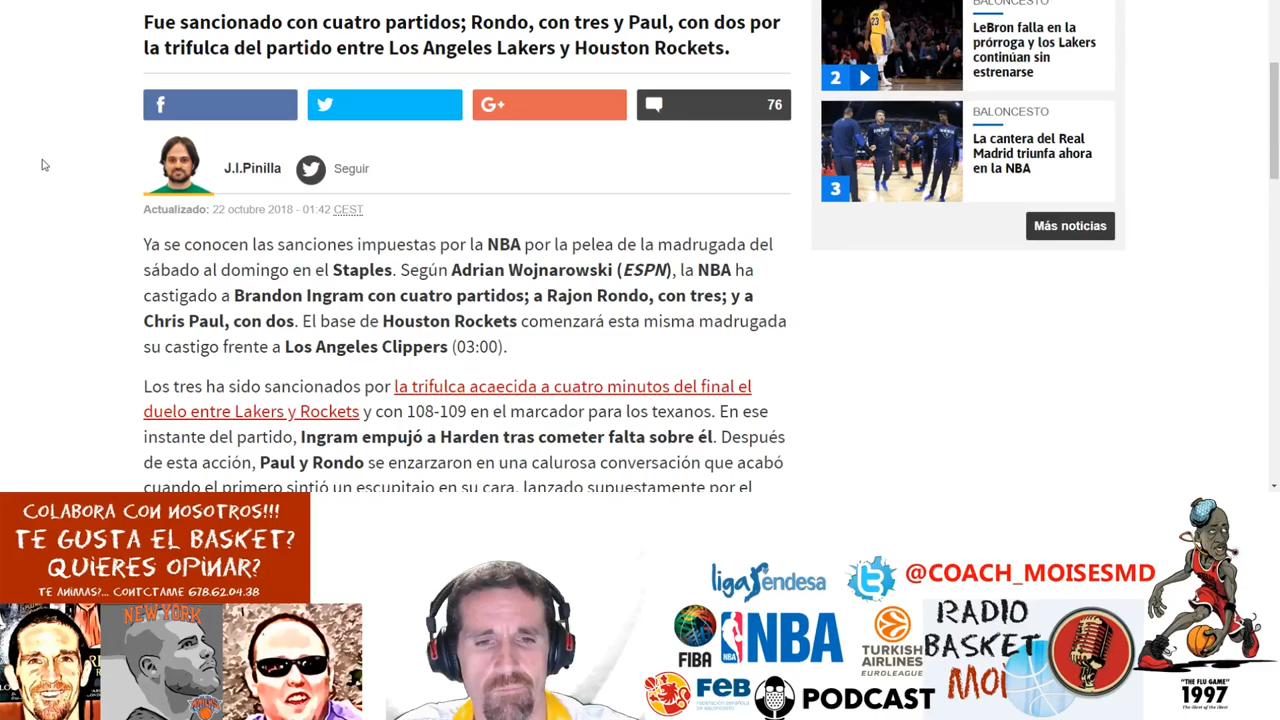 Fue sancionado con cuatro partidos; Rondo, con tres y Paul, con dos por
la trifulca del partido entre Los Angeles Lakers y Houston Rockets.
76
J.I.Pinilla
Seguir
Actualizado: 22 octubre 2018 - 01:42 CEST
Ya se conocen las sanciones impuestas por la NBA por la pelea de la madrugada del
sábado al domingo en el Staples. Según Adrian Wojnarowski (ESPN), la NBA ha
castigado a Brandon Ingram con cuatro partidos; a Rajon Rondo, con tres; y a
Chris Paul, con dos. El base de Houston Rockets comenzará esta misma madrugada
su castigo frente a Los Angeles Clippers (03:00).
Los tres ha sido sancionados por la trifulca acaecida a cuatro minutos del final el
duelo entre Lakers y Rockets y con 108-109 en el marcador para los texanos. En ese
instante del partido, Ingram empujó a Harden tras cometer falta sobre él. Después
de esta acción, Paul y Rondo se enzarzaron en una calurosa conversación que acabó
cuando el primero sintió un escupitajo en su cara, lanzado supuestamente por el
BALONCESTO
LeBron falla en la
prórroga y los Lakers
continúan sin
estrenarse
2
BALONCESTO
La cantera del Real
Madrid triunfa ahora
en la NBA
3
Más noticias
COLABORA CON NOSOTROS!!!
TE GUSTA EL BASKET?
QUIERES OPINAR?
TE ANIMAS?... CONTCTAME 678.62.04.38
NEW YORK
ligaendesa
@COACH_MOISESMD
FIBA
NBA
NBA
TURKISH
AIRLINES
EUROLEAGUE
RADIO
BASKET
MOI
FEB
PODCAST
"THE FLU GAME"
1997